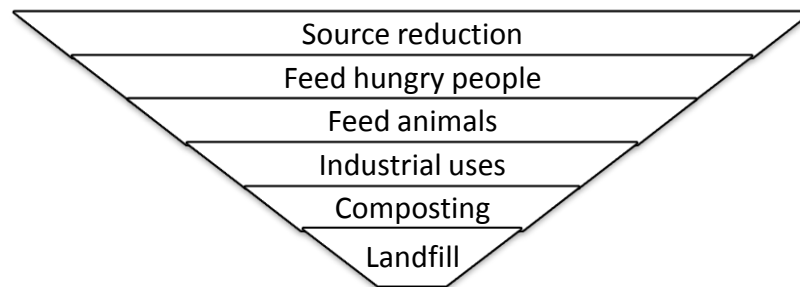 Source reduction
Feed hungry people
Feed animals
Industrial uses
Composting
Landfill